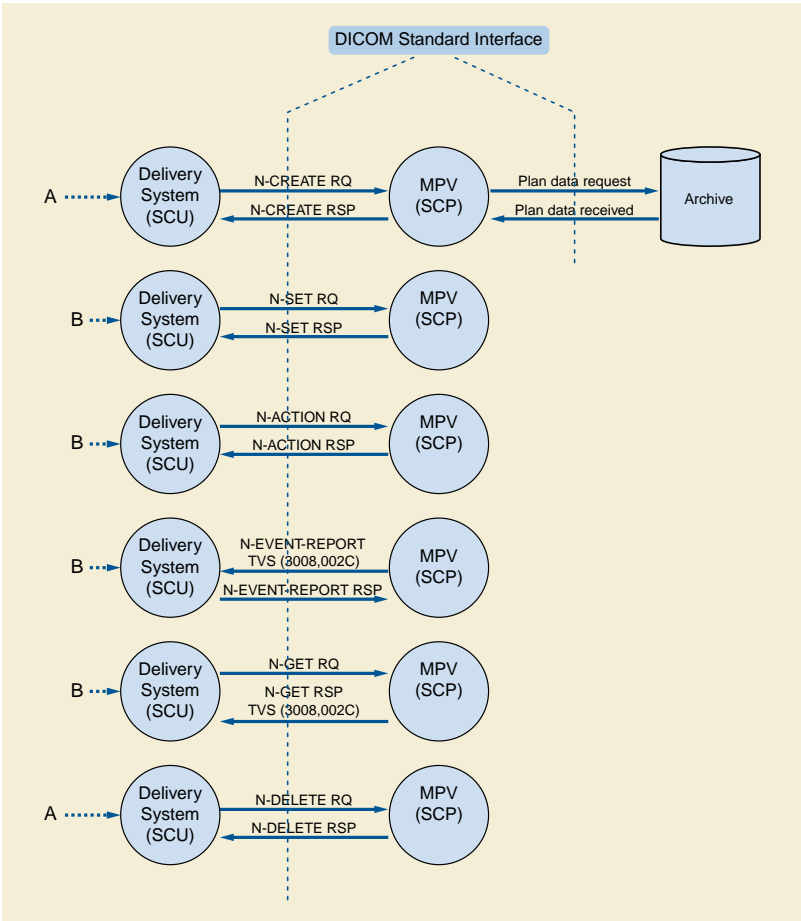 DICOM Standard Interface
A
Delivery
System
(SCU)
N-CREATE RQ
N-CREATE RSP
MPV
(SCP)
Plan data request
Plan data received
Archive
B
Delivery
System
(SCU)
N-SET RQ
N-SET RSP
MPV
(SCP)
B
Delivery
System
(SCU)
N-ACTION RQ
N-ACTION RSP
MPV
(SCP)
B
Delivery
System
(SCU)
N-EVENT-REPORT
TVS (3008,002C)
N-EVENT-REPORT RSP
MPV
(SCP)
B
Delivery
System
(SCU)
N-GET RQ
N-GET RSP
TVS (3008,002C)
MPV
(SCP)
A
Delivery
System
(SCU)
N-DELETE RQ
N-DELETE RSP
MPV
(SCP)